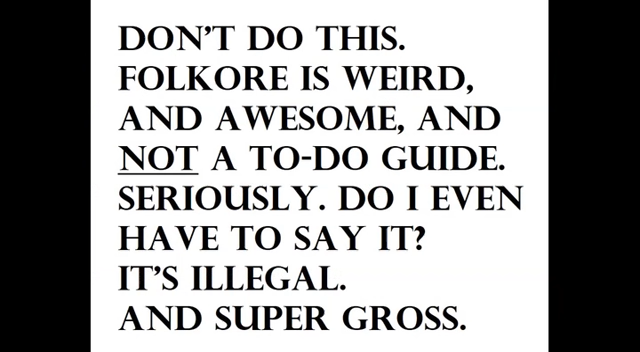 DON'T DO THIS.
FOLKORE IS WEIRD,
AND AWESOME, AND
NOT A TO-DO GUIDE.
SERIOUSLY. DO I EVEN
HAVE TO SAY IT?
IT'S ILLEGAL.
AND SUPER GROSS.